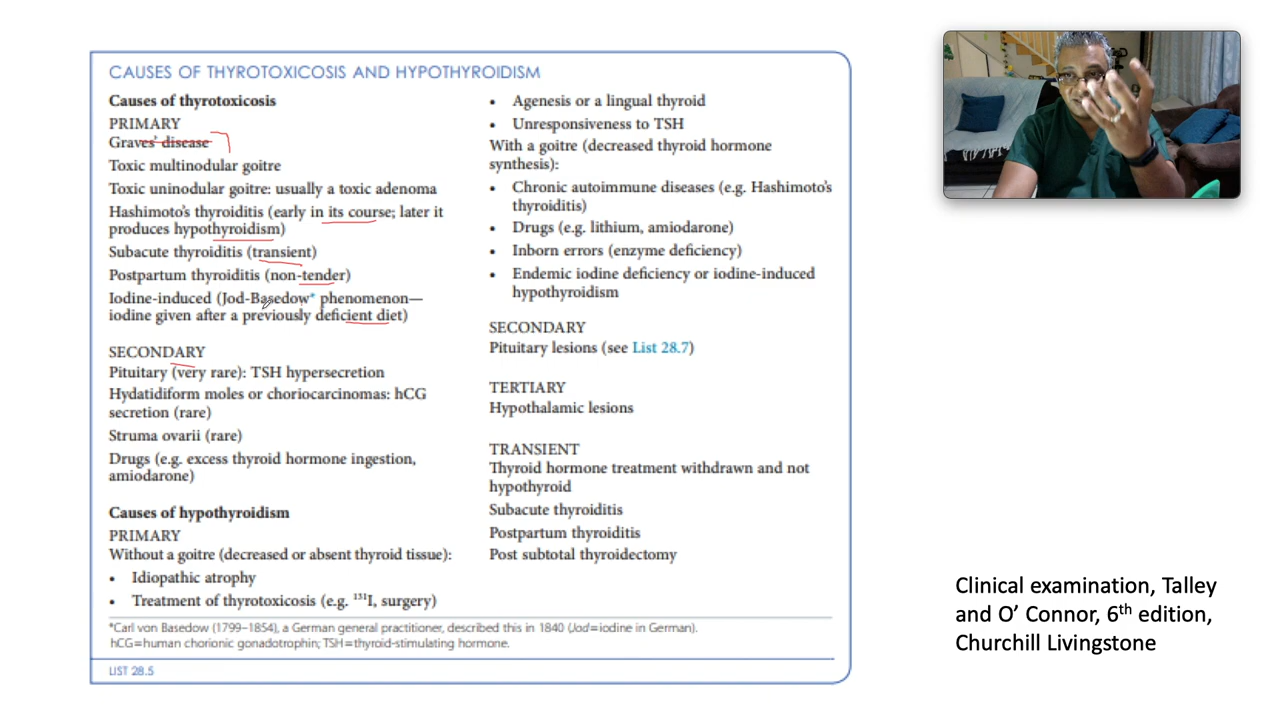 CAUSES OF THYROTOXICOSIS AND HYPOTHYROIDISM
Causes of thyrotoxicosis
PRIMARY
Graves' disease
Toxic multinodular goitre
Toxic uninodular goitre: usually a toxic adenoma
Hashimoto's thyroiditis (early in its course; later it
produces hypothyroidism)
Subacute thyroiditis (transient)
Postpartum thyroiditis (non-tender)
Iodine-induced (Jod-Basedow* phenomenon—
iodine given after a previously deficient diet)
SECONDARY
Pituitary (very rare): TSH hypersecretion
Hydatidiform moles or choriocarcinomas: hCG
secretion (rare)
Struma ovarii (rare)
Drugs (e.g. excess thyroid hormone ingestion,
amiodarone)
Causes of hypothyroidism
PRIMARY
Without a goitre (decreased or absent thyroid tissue):
• Idiopathic atrophy
• Treatment of thyrotoxicosis (e.g. ¹³¹I, surgery)
• Agenesis or a lingual thyroid
• Unresponsiveness to TSH
With a goitre (decreased thyroid hormone
synthesis):
• Chronic autoimmune diseases (e.g. Hashimoto's
thyroiditis)
• Drugs (e.g. lithium, amiodarone)
• Inborn errors (enzyme deficiency)
• Endemic iodine deficiency or iodine-induced
hypothyroidism
SECONDARY
Pituitary lesions (see List 28.7)
TERTIARY
Hypothalamic lesions
TRANSIENT
Thyroid hormone treatment withdrawn and not
hypothyroid
Subacute thyroiditis
Postpartum thyroiditis
Post subtotal thyroidectomy
*Carl von Basedow (1799–1854), a German general practitioner, described this in 1840 (Jod=iodine in German).
hCG=human chorionic gonadotrophin; TSH=thyroid-stimulating hormone.
LIST 28.5
Clinical examination, Talley
and O' Connor, 6th edition,
Churchill Livingstone